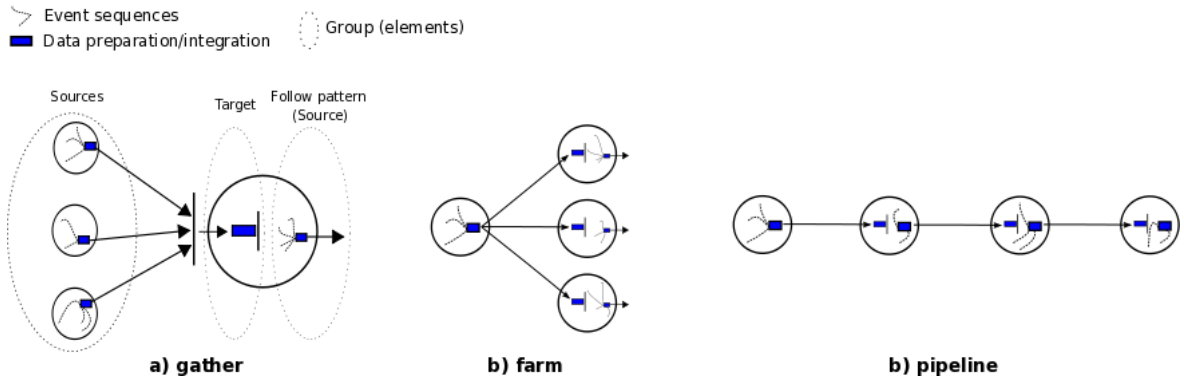 Event sequences
Data preparation/integration
Group (elements)
Sources
Target
Follow pattern
(Source)
a) gather
b) farm
b) pipeline